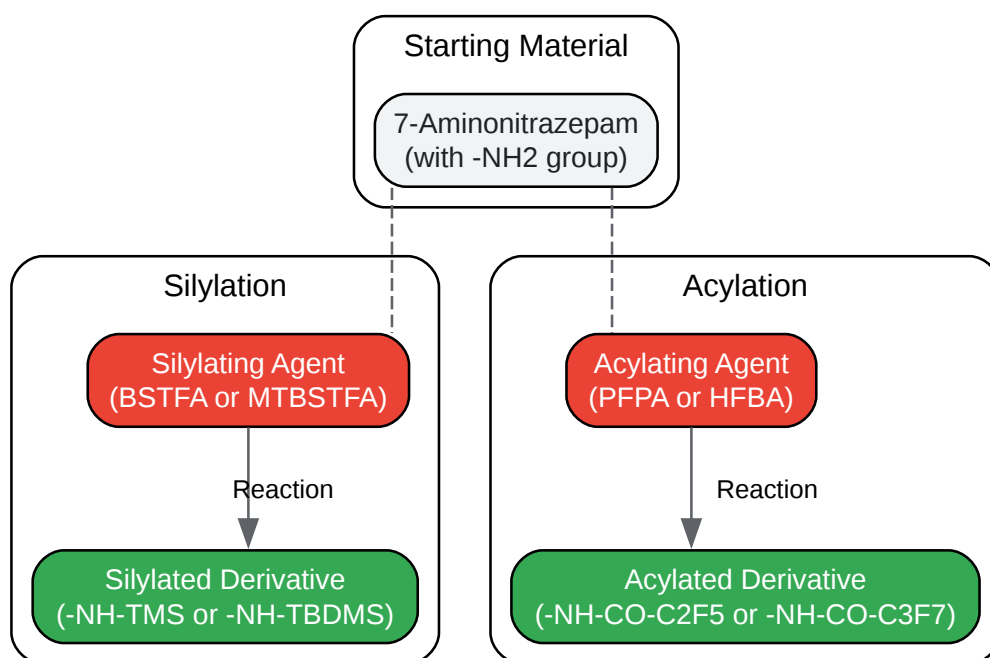 Starting Material
7-Aminonitrazepam
(with -NH2 group)
Silylation
Silylating Agent
(BSTFA or MTBSTFA)
Reaction
Silylated Derivative
(-NH-TMS or -NH-TBDMS)
Acylation
Acylating Agent
(PFPA or HFBA)
Reaction
Acylated Derivative
(-NH-CO-C2F5 or -NH-CO-C3F7)